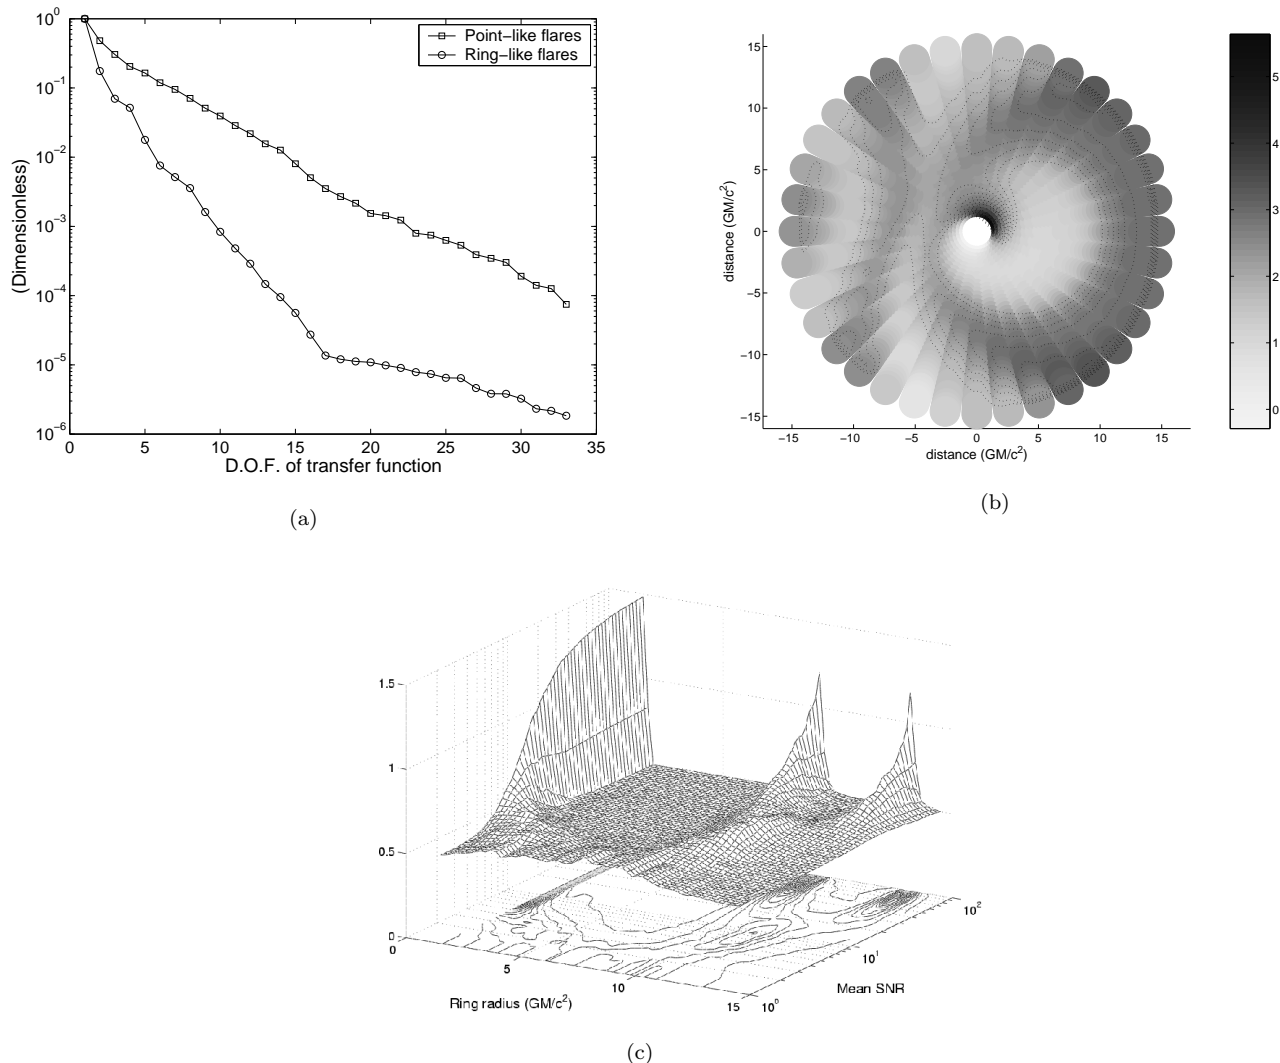 (Dimensionless)
10^0
10^-1
10^-2
10^-3
10^-4
10^-5
10^-6
0 5 10 15 20 25 30 35
D.O.F. of transfer function
Point-like flares
Ring-like flares
(a)
distance (GM/c^2)
15
10
5
0
-5
-10
-15
-15 -10 -5 0 5 10 15
distance (GM/c^2)
5
4
3
2
1
0
(b)
1.5
1
0.5
0
0 5 10 15
Ring radius (GM/c^2)
10^0 10^1 10^2
Mean SNR
(c)